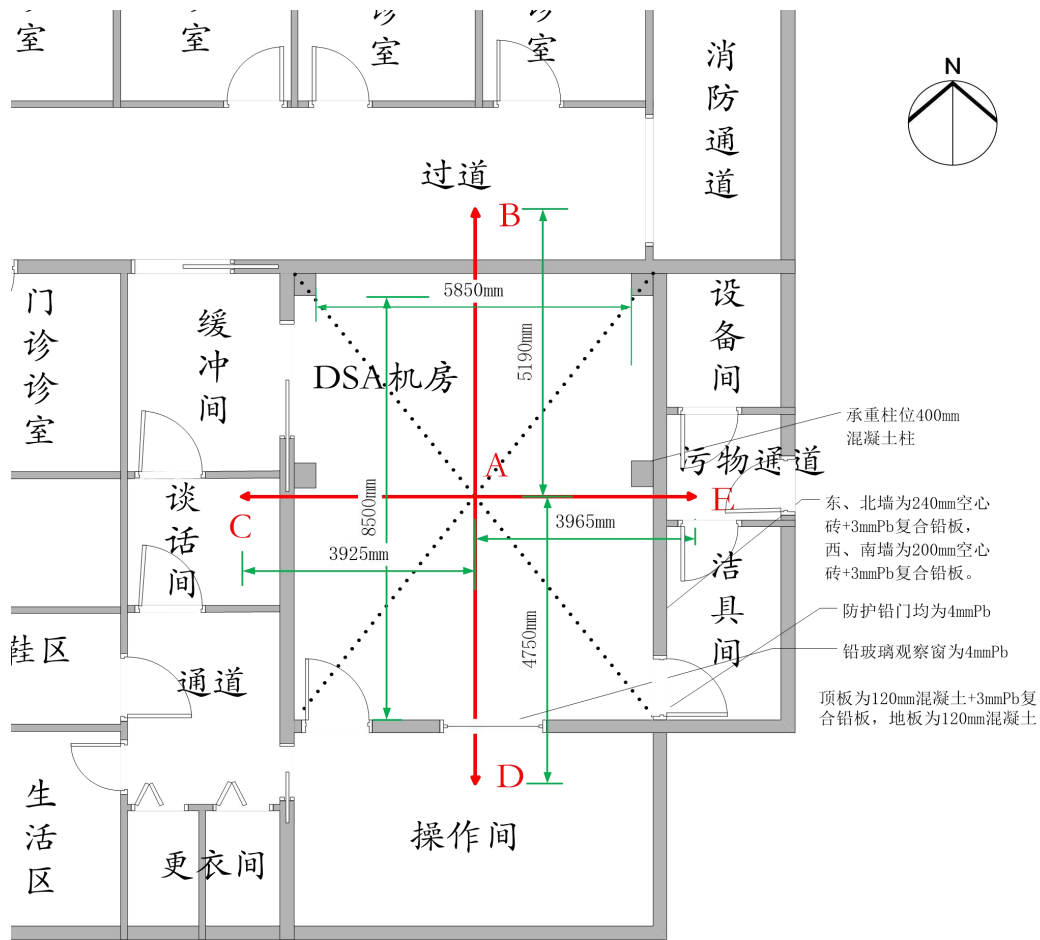 室
室
诊
室
诊
室
消防通道
N
过道
B
门诊诊室
缓冲间
5850mm
设备间
5190mm
DSA机房
承重柱位400mm
混凝土柱
A
污物通道
谈话间
C
8500mm
E
3925mm
3965mm
东、北墙为240mm空心
砖+3mmPb复合铅板，
西、南墙为200mm空心
砖+3mmPb复合铅板。
洁具间
4750mm
防护铅门均为4mmPb
鞋区
铅玻璃观察窗为4mmPb
通道
顶板为120mm混凝土+3mmPb复
合铅板，地板为120mm混凝土
D
生活区
操作间
更衣间